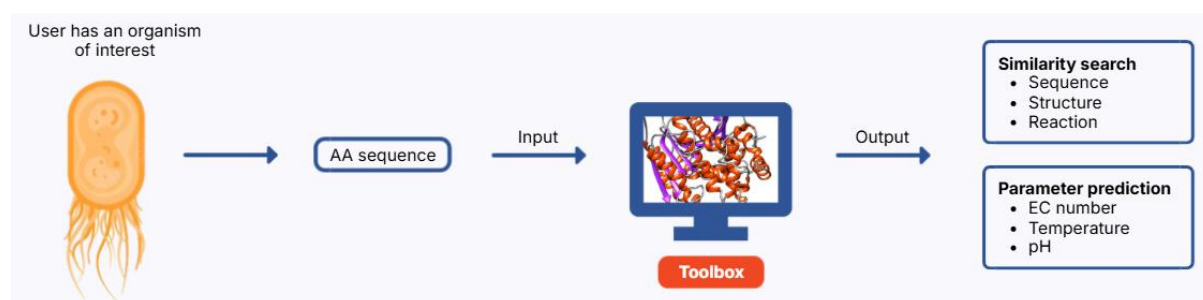 User has an organism
of interest
AA sequence
Input
Toolbox
Output
Similarity search
• Sequence
• Structure
• Reaction
Parameter prediction
• EC number
• Temperature
• pH